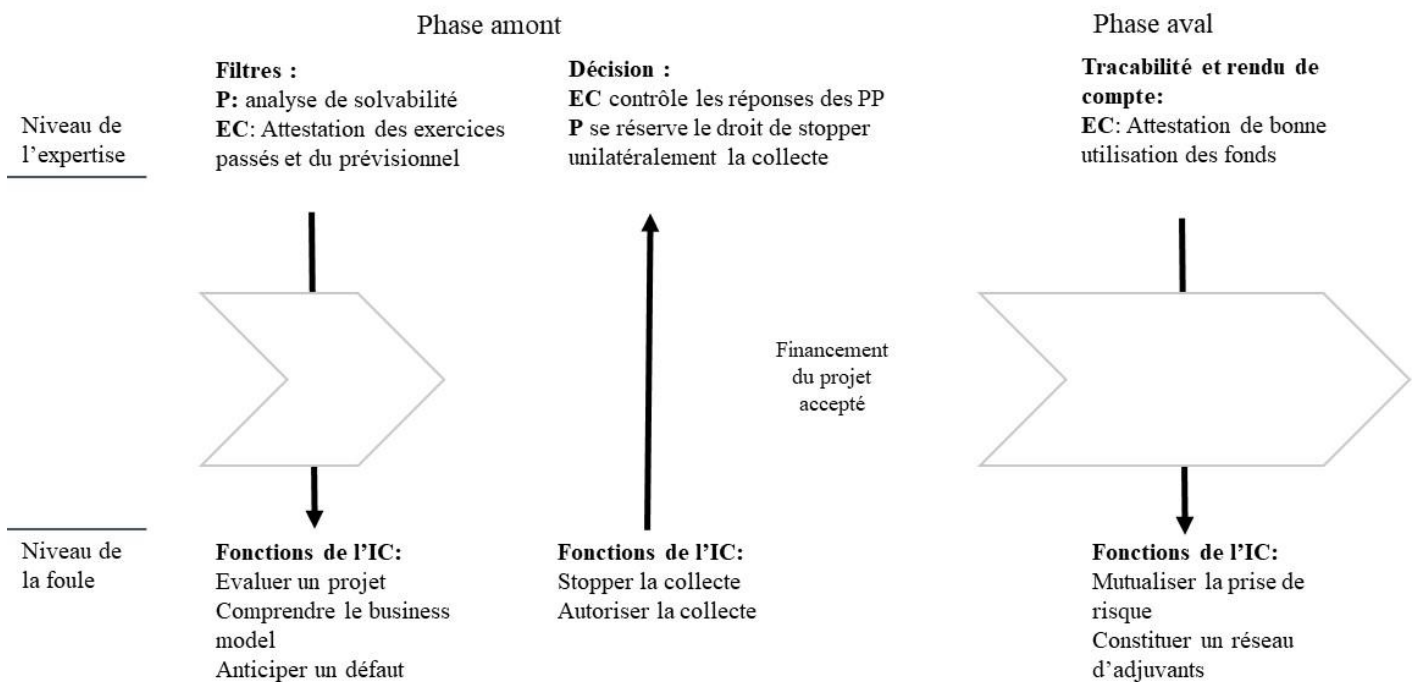 Phase amont
Phase aval
Niveau de
l’expertise
Filtres :
P: analyse de solvabilité
EC: Attestation des exercices
passés et du prévisionnel
Décision :
EC contrôle les réponses des PP
P se réserve le droit de stopper
unilatéralement la collecte
Tracabilité et rendu de
compte:
EC: Attestation de bonne
utilisation des fonds
Financement
du projet
accepté
Niveau de
la foule
Fonctions de l’IC:
Evaluer un projet
Comprendre le business
model
Anticiper un défaut
Fonctions de l’IC:
Stopper la collecte
Autoriser la collecte
Fonctions de l’IC:
Mutualiser la prise de
risque
Constituer un réseau
d’adjuvants